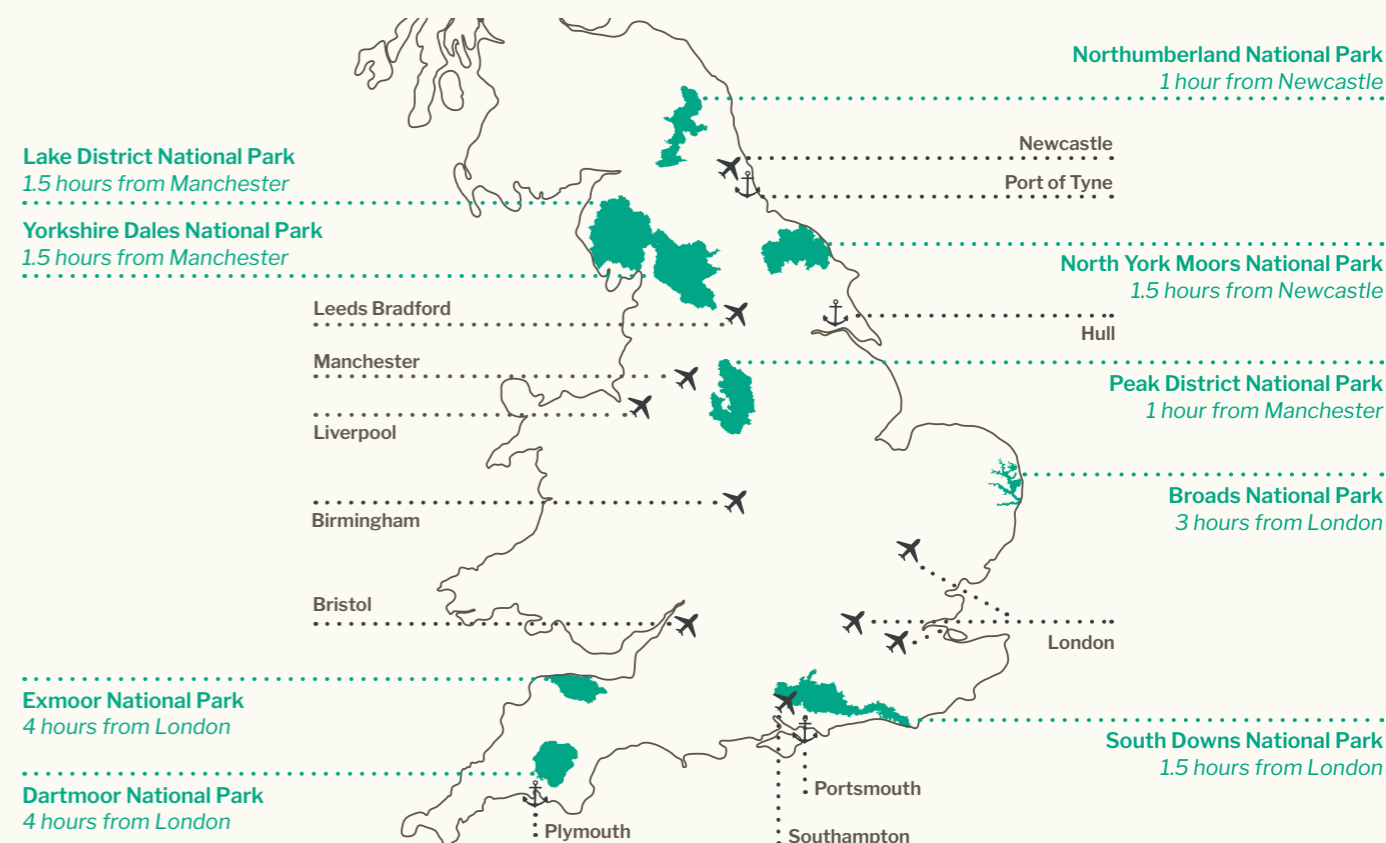 Northumberland National Park
1 hour from Newcastle
Newcastle
Port of Tyne
Lake District National Park
1.5 hours from Manchester
Yorkshire Dales National Park
1.5 hours from Manchester
North York Moors National Park
1.5 hours from Newcastle
Leeds Bradford
Hull
Manchester
Peak District National Park
1 hour from Manchester
Liverpool
Broads National Park
3 hours from London
Birmingham
Bristol
London
Exmoor National Park
4 hours from London
South Downs National Park
1.5 hours from London
Dartmoor National Park
4 hours from London
Portsmouth
Plymouth
Southampton